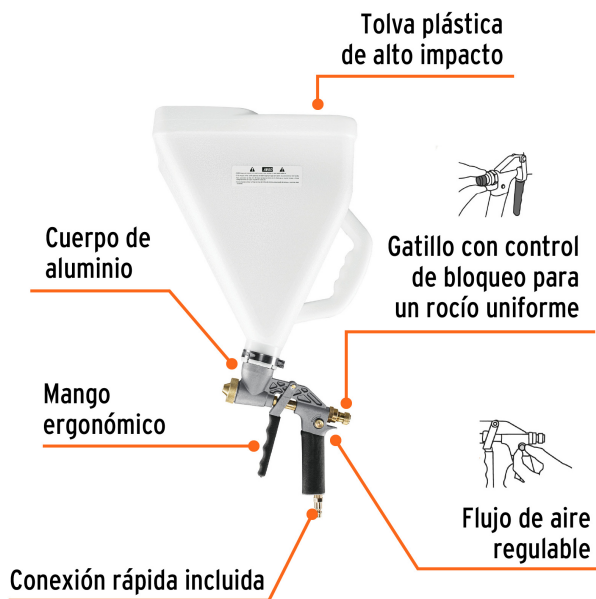 Tolva plástica
de alto impacto
Gatillo con control
de bloqueo para
un rocío uniforme
Cuerpo de
aluminio
Mango
ergonómico
Flujo de aire
regulable
Conexión rápida incluida